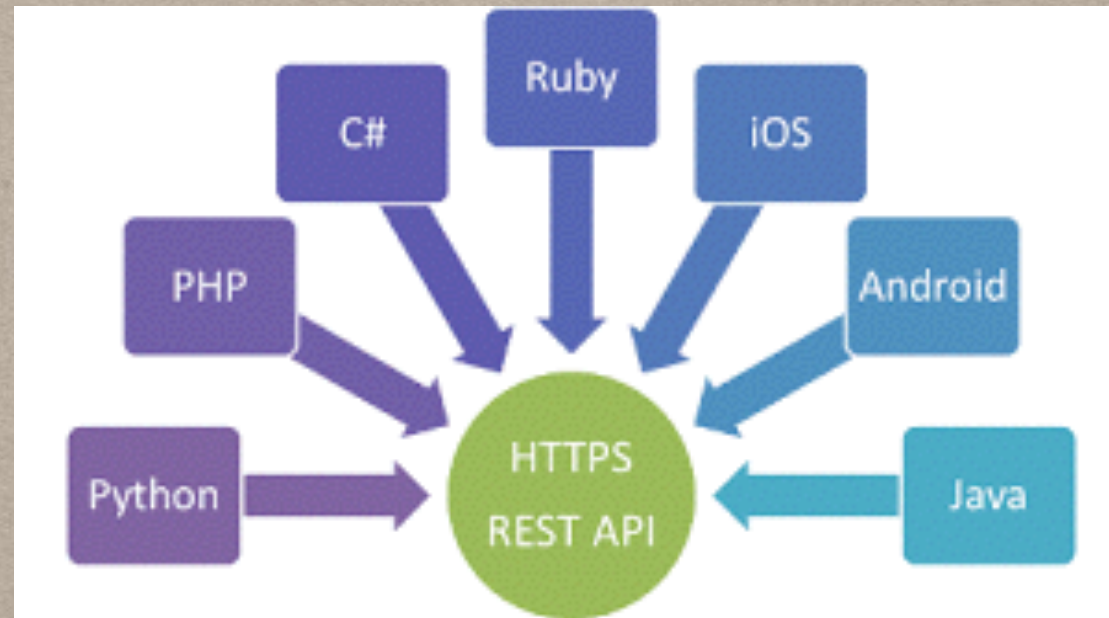 Ruby
C#
iOS
PHP
Android
HTTPS
REST API
Python
Java